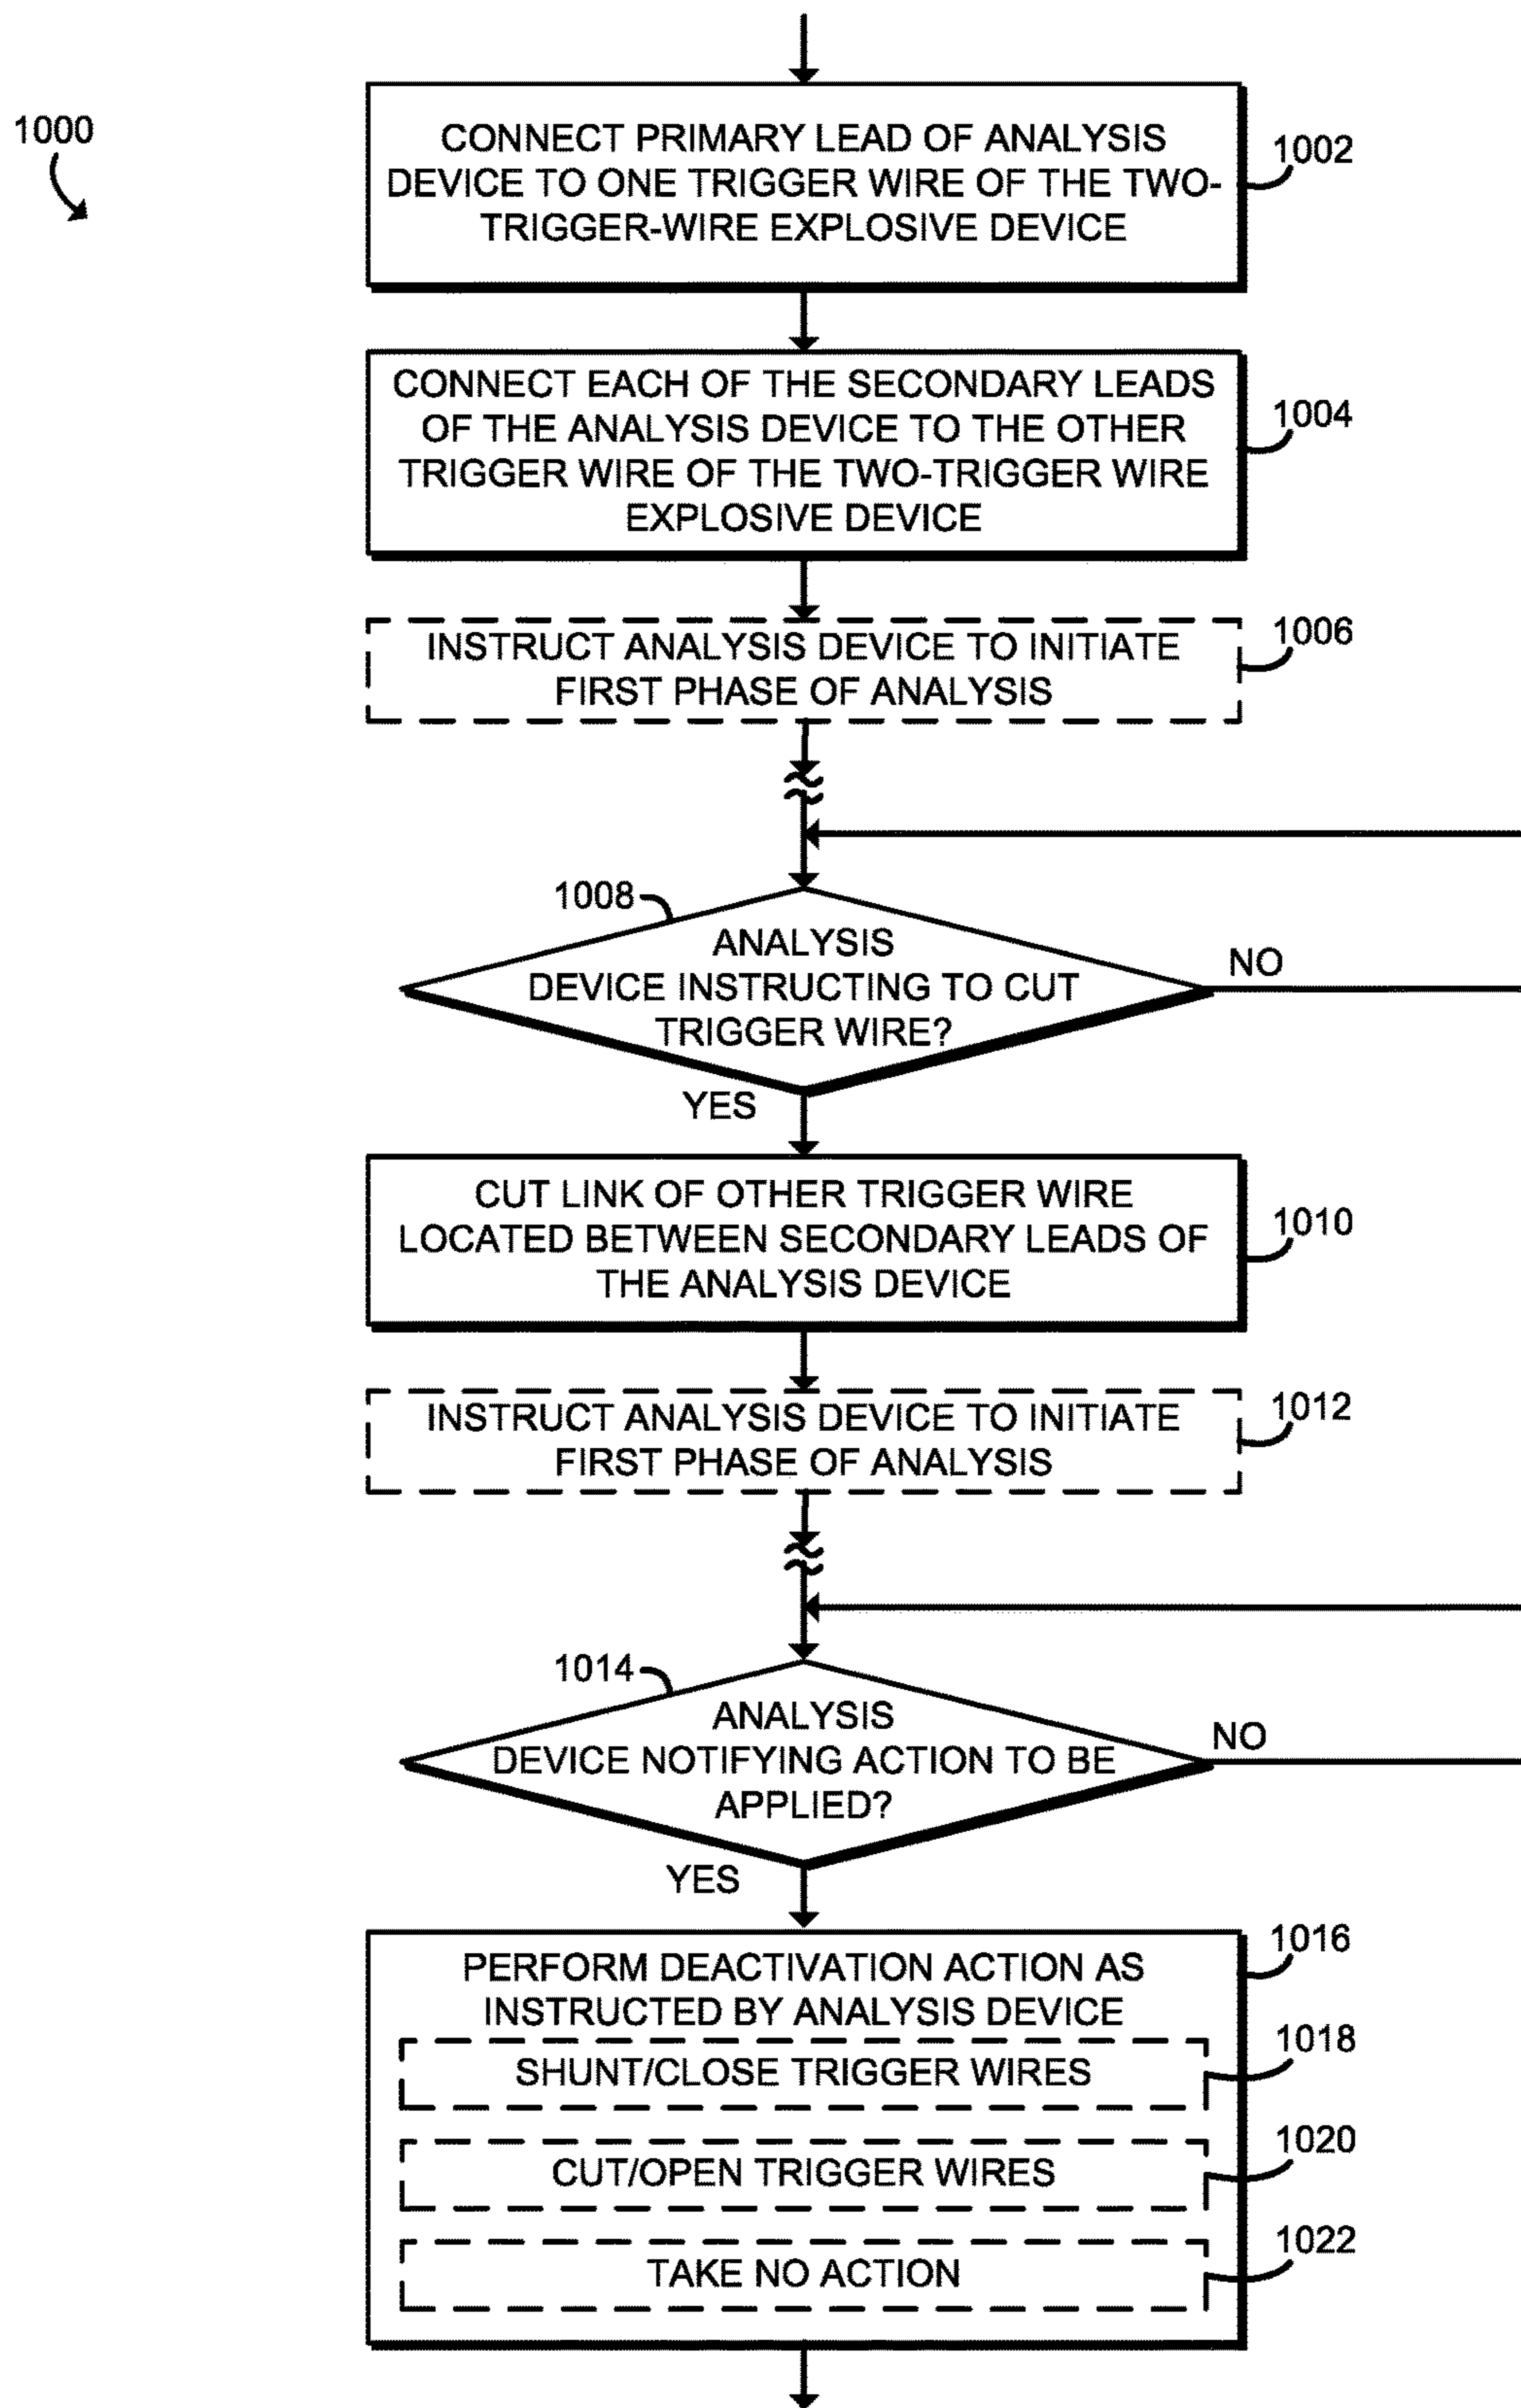 1000
CONNECT PRIMARY LEAD OF ANALYSIS
DEVICE TO ONE TRIGGER WIRE OF THE TWO-
TRIGGER-WIRE EXPLOSIVE DEVICE
1002
CONNECT EACH OF THE SECONDARY LEADS
OF THE ANALYSIS DEVICE TO THE OTHER
TRIGGER WIRE OF THE TWO-TRIGGER WIRE
EXPLOSIVE DEVICE
1004
INSTRUCT ANALYSIS DEVICE TO INITIATE
FIRST PHASE OF ANALYSIS
1006
1008
ANALYSIS
DEVICE INSTRUCTING TO CUT
TRIGGER WIRE?
NO
YES
CUT LINK OF OTHER TRIGGER WIRE
LOCATED BETWEEN SECONDARY LEADS OF
THE ANALYSIS DEVICE
1010
INSTRUCT ANALYSIS DEVICE TO INITIATE
FIRST PHASE OF ANALYSIS
1012
1014
ANALYSIS
DEVICE NOTIFYING ACTION TO BE
APPLIED?
NO
YES
PERFORM DEACTIVATION ACTION AS
INSTRUCTED BY ANALYSIS DEVICE
1016
SHUNT/CLOSE TRIGGER WIRES
1018
CUT/OPEN TRIGGER WIRES
1020
TAKE NO ACTION
1022